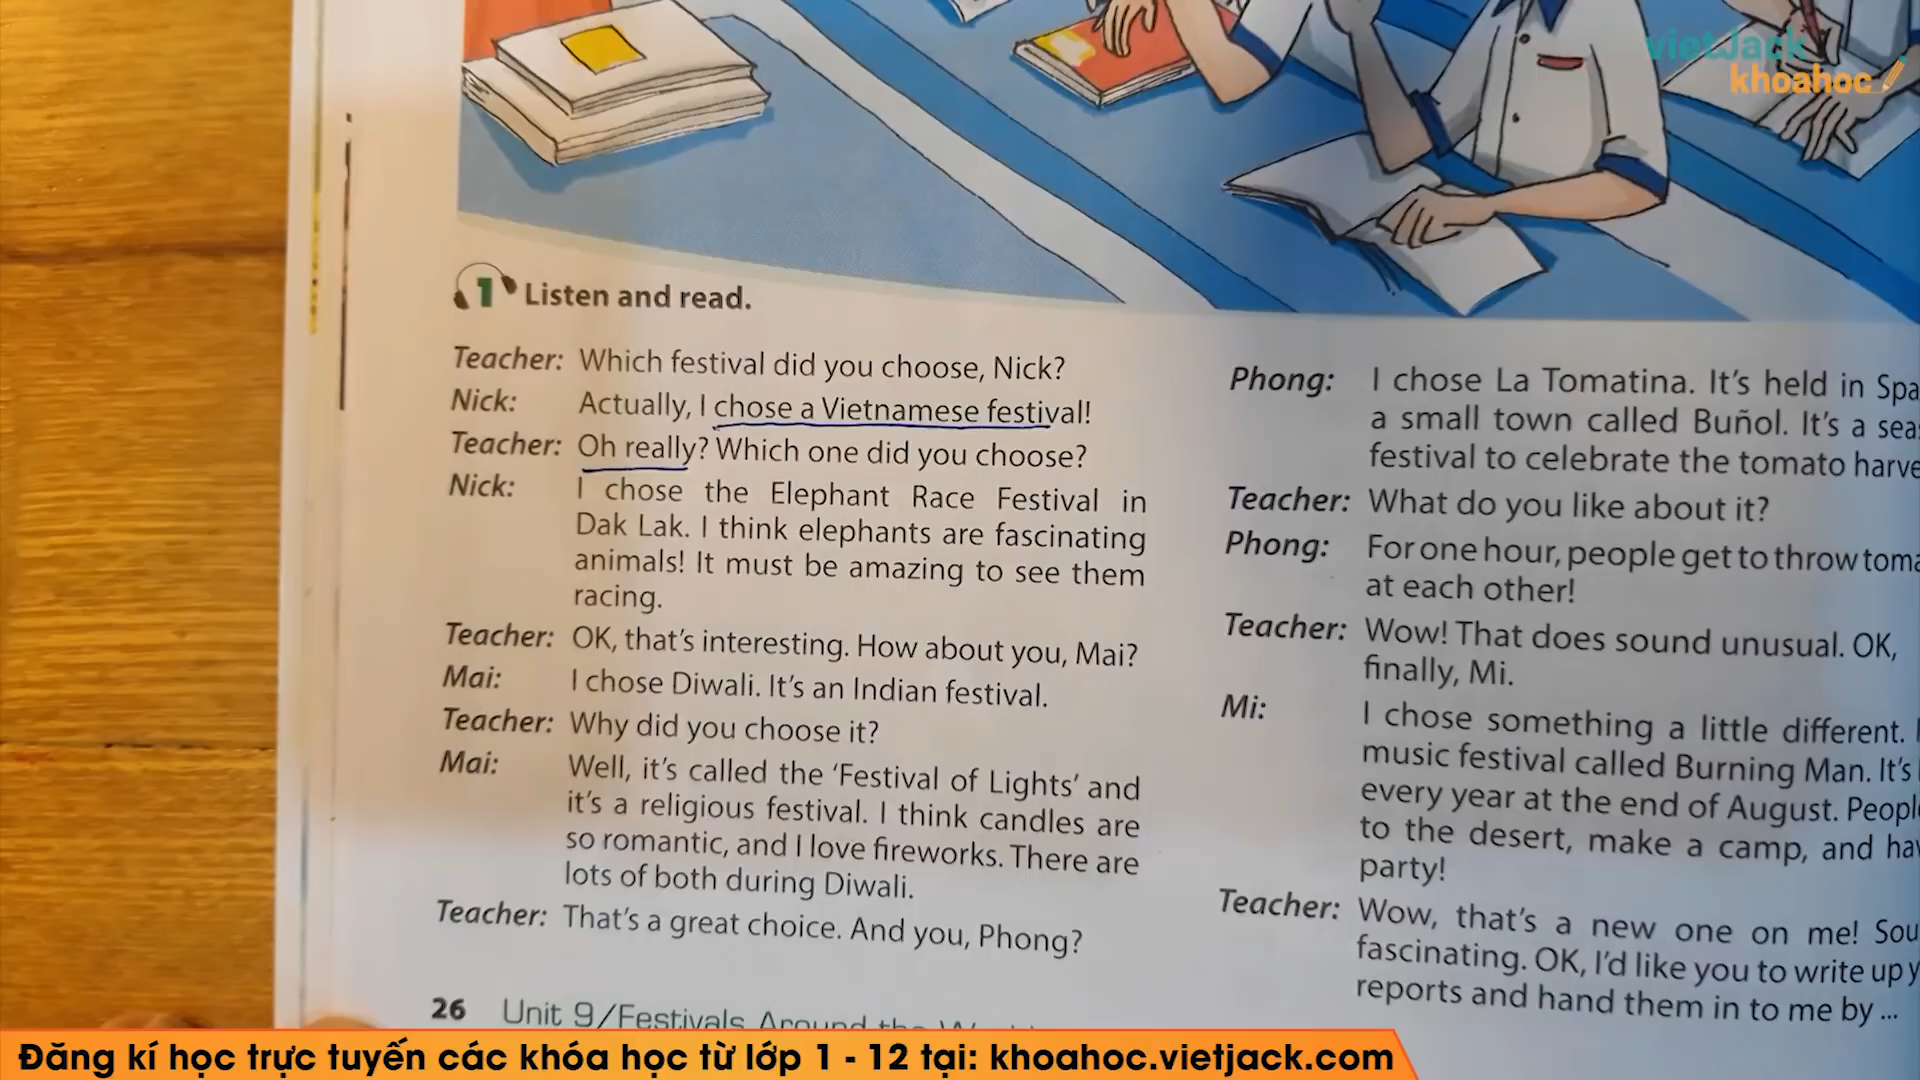 vietJack
khoahoc
1 Listen and read.
Teacher: Which festival did you choose, Nick?
Nick: Actually, I chose a Vietnamese festival!
Teacher: Oh really? Which one did you choose?
Nick: I chose the Elephant Race Festival in
Dak Lak. I think elephants are fascinating
animals! It must be amazing to see them
racing.
Teacher: OK, that's interesting. How about you, Mai?
Mai: I chose Diwali. It's an Indian festival.
Teacher: Why did you choose it?
Mai: Well, it's called the 'Festival of Lights' and
it's a religious festival. I think candles are
so romantic, and I love fireworks. There are
lots of both during Diwali.
Teacher: That's a great choice. And you, Phong?
Phong: I chose La Tomatina. It's held in
a small town called Buñol. It's a
festival to celebrate the tomato
Teacher: What do you like about it?
Phong: For one hour, people get to throw
at each other!
Teacher: Wow! That does sound unusual. OK,
finally, Mi.
Mi: I chose something a little different.
music festival called Burning Man. It's
every year at the end of August.
to the desert, make a camp, and
party!
Teacher: Wow, that's a new one on me!
fascinating. OK, I'd like you to write up
reports and hand them in to me by ...
26 Unit 9/Festivals Around the
Đăng kí học trực tuyến các khóa học từ lớp 1 - 12 tại: khoahoc.vietjack.com